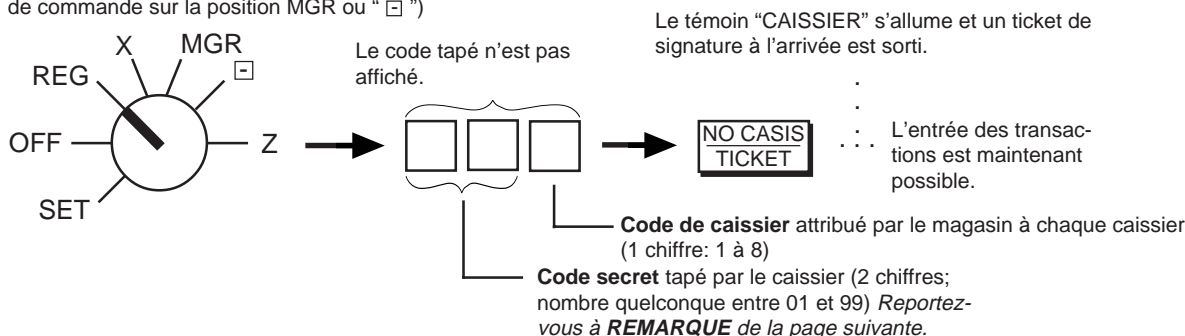 de commande sur la position MGR ou “ - ”)
Le témoin “CAISSIER” s’allume et un ticket de
signature à l’arrivée est sorti.
Le code tapé n’est pas
affiché.
X
MGR
REG
-
OFF
Z
SET
NO CASIS
TICKET
L’entrée des transac-
tions est maintenant
possible.
Code de caissier attribué par le magasin à chaque caissier
(1 chiffre: 1 à 8)
Code secret tapé par le caissier (2 chiffres;
nombre quelconque entre 01 et 99) Reportez-
vous à REMARQUE de la page suivante.